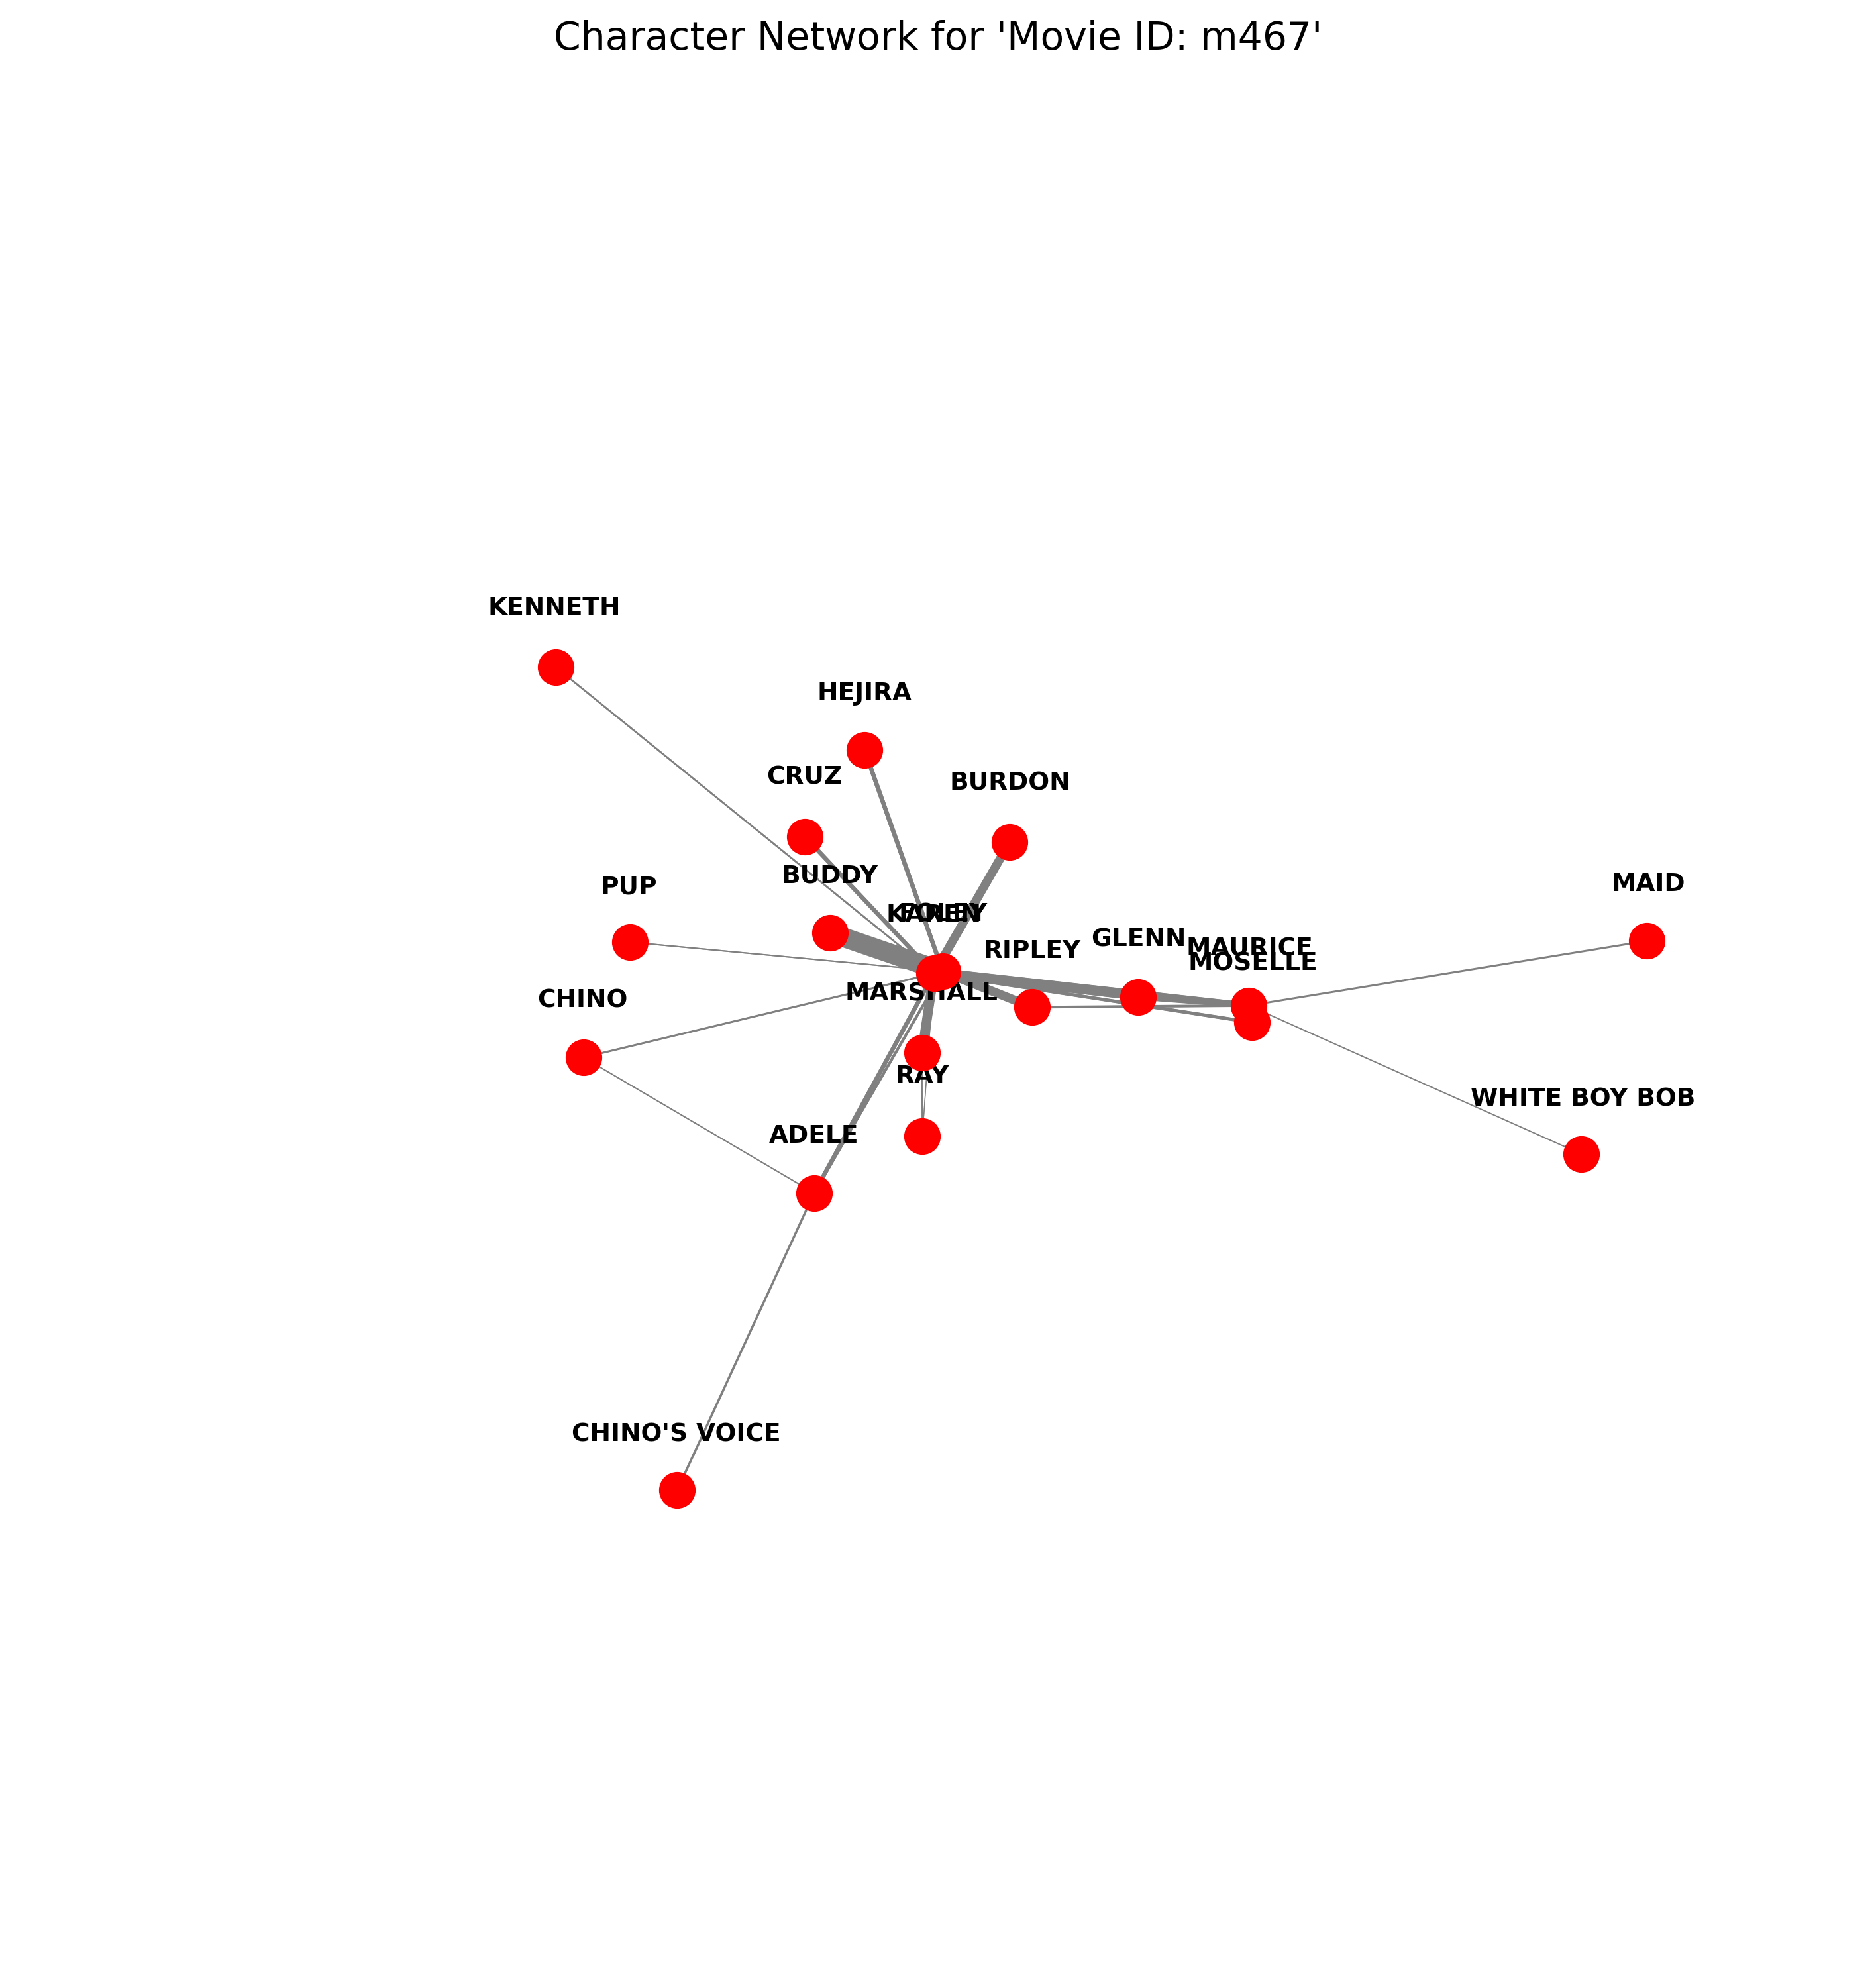 Character Network for 'Movie ID: m467'
KENNETH
HEJIRA
CRUZ
BURDON
BUDDY
PUP
MAID
KAREN
FOLEY
GLENN
RIPLEY
MAURICE
MOSELLE
CHINO
MARSHALL
RAY
WHITE BOY BOB
ADELE
CHINO'S VOICE